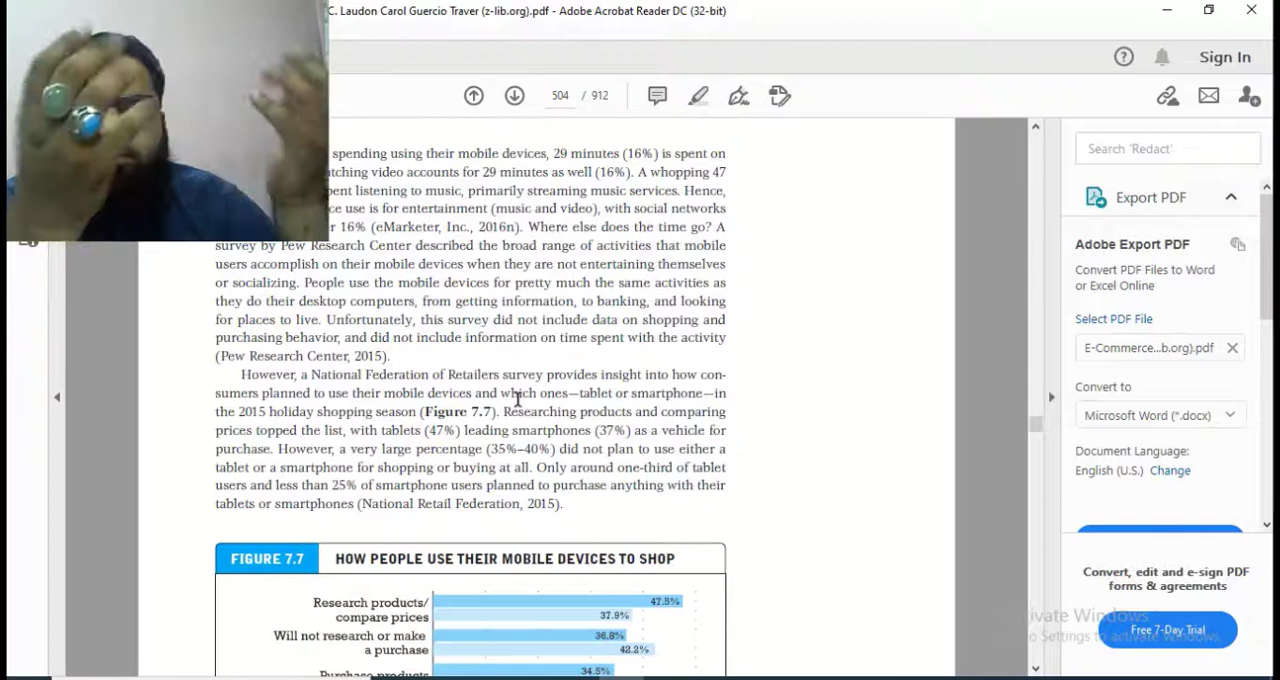 C. Laudon Carol Guercio Traver (z-lib.org).pdf - Adobe Acrobat Reader DC (32-bit)
Sign In
504 / 912
spending using their mobile devices, 29 minutes (16%) is spent on
tching video accounts for 29 minutes as well (16%). A whopping 47
pent listening to music, primarily streaming music services. Hence,
ce use is for entertainment (music and video), with social networks
r 16% (eMarketer, Inc., 2016n). Where else does the time go? A
survey by Pew Research Center described the broad range of activities that mobile
users accomplish on their mobile devices when they are not entertaining themselves
or socializing. People use the mobile devices for pretty much the same activities as
they do their desktop computers, from getting information, to banking, and looking
for places to live. Unfortunately, this survey did not include data on shopping and
purchasing behavior, and did not include information on time spent with the activity
(Pew Research Center, 2015).
However, a National Federation of Retailers survey provides insight into how con-
sumers planned to use their mobile devices and which ones—tablet or smartphone—in
the 2015 holiday shopping season (Figure 7.7). Researching products and comparing
prices topped the list, with tablets (47%) leading smartphones (37%) as a vehicle for
purchase. However, a very large percentage (35%–40%) did not plan to use either a
tablet or a smartphone for shopping or buying at all. Only around one-third of tablet
users and less than 25% of smartphone users planned to purchase anything with their
tablets or smartphones (National Retail Federation, 2015).
FIGURE 7.7 HOW PEOPLE USE THEIR MOBILE DEVICES TO SHOP
Research products/
compare prices
47.5%
37.9%
Will not research or make
a purchase
36.8%
42.2%
Purchase products
34.5%
Search 'Redact'
Export PDF
Adobe Export PDF
Convert PDF Files to Word
or Excel Online
Select PDF File
E-Commerce...b.org).pdf
Convert to
Microsoft Word (*.docx)
Document Language:
English (U.S.) Change
Convert, edit and e-sign PDF
forms & agreements
Activate Windows
o Settings to activate Windows.
Free 7-Day Trial